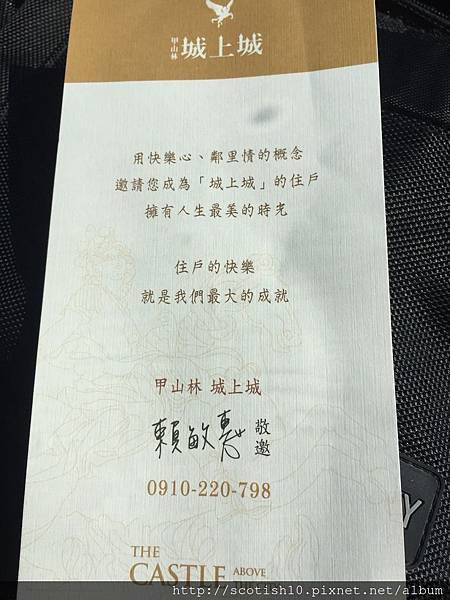 甲山林 城上城
用快樂心、鄰里情的概念
邀請您成為「城上城」的住戶
擁有人生最美的時光
住戶的快樂
就是我們最大的成就
甲山林 城上城
賴敏惠 敬邀
0910-220-798
THE
CASTLE ABOVE
Y
http://scotish10.pixnet.net/album